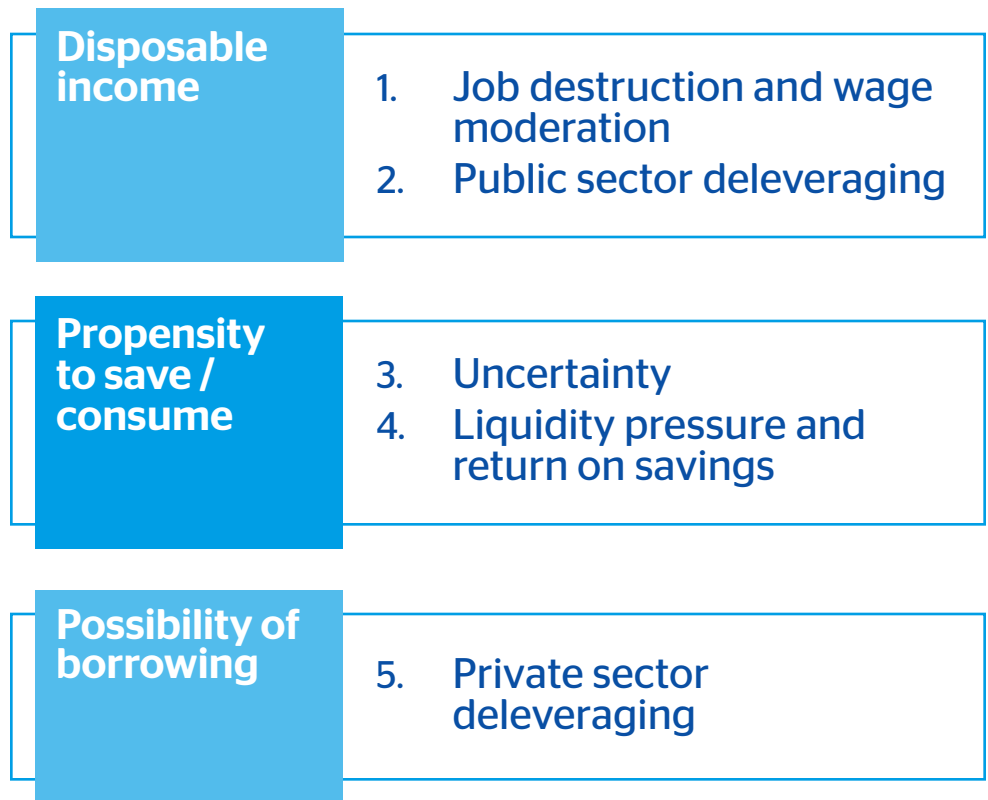 Disposable
income
1. Job destruction and wage
moderation
2. Public sector deleveraging
Propensity
to save /
consume
3. Uncertainty
4. Liquidity pressure and
return on savings
Possibility of
borrowing
5. Private sector
deleveraging